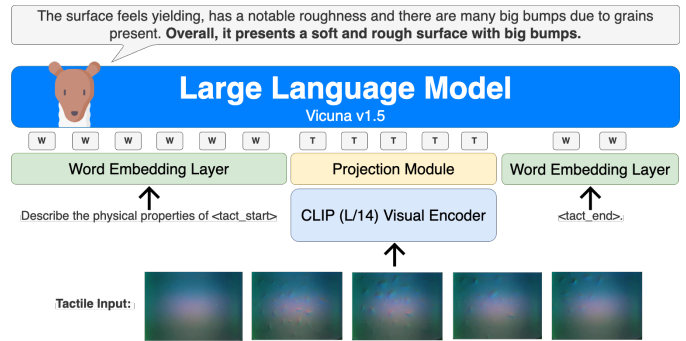 The surface feels yielding, has a notable roughness and there are many big bumps due to grains
present. Overall, it presents a soft and rough surface with big bumps.
Large Language Model
Vicuna v1.5
W W W W W W T T T T T W W
Word Embedding Layer Projection Module Word Embedding Layer
Describe the physical properties of <tact_start> CLIP (L/14) Visual Encoder <tact_end>.
Tactile Input: